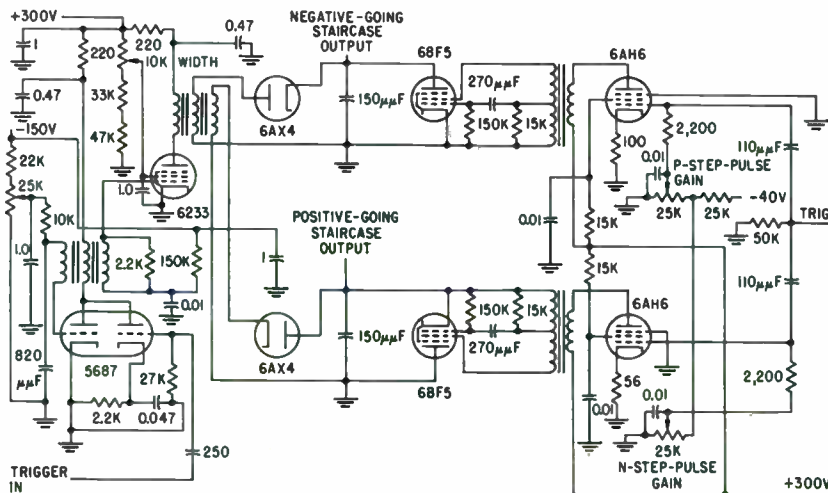 +300V
1
220
220
10K
WIDTH
0.47
0.47
33K
47K
-150V
22K
25K
10K
1.0
1.0
6233
2.2K
150K
0.01
1
820
μμF
5687
27K
2.2K
0.047
250
TRIGGER
IN
NEGATIVE-GOING
STAIRCASE
OUTPUT
6AX4
150μμF
68F5
270μμF
150K
15K
POSITIVE-GOING
STAIRCASE
OUTPUT
6AX4
150μμF
68F5
150K
15K
270μμF
6AH6
100
2,200
110μμF
0.01
P-STEP-PULSE
GAIN
25K
25K
-40V
0.01
15K
15K
50K
TRIG
110μμF
6AH6
56
0.01
2,200
0.01
25K
N-STEP-PULSE
GAIN
+300V